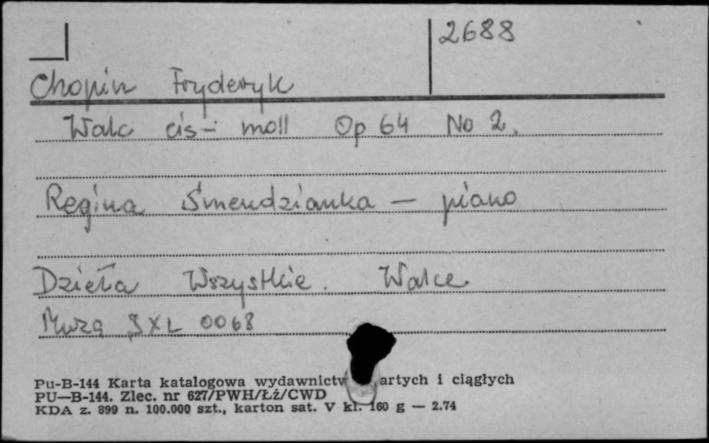 2688
Chopin Fryderyk
Walc cis-moll Op 64 No 2.
Regina Smendzianka — piano
Dzieła Wszystkie. Walce
Muza SXL 0068
Pu-B-144 Karta katalogowa wydawnictw artych i ciągłych
PU—B-144. Zlec. nr 627/PWH/Łż/CWD
KDA z. 899 n. 100.000 szt., karton sat. V kl. 160 g — 2.74